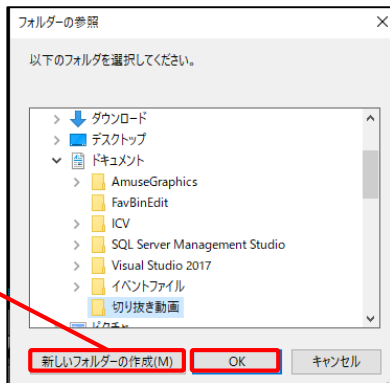 フォルダーの参照
以下のフォルダを選択してください。
ダウンロード
デスクトップ
ドキュメント
AmuseGraphics
FavBinEdit
ICV
SQL Server Management Studio
Visual Studio 2017
イベントファイル
切り抜き動画
ピクチャ
新しいフォルダーの作成(M)
OK
キャンセル